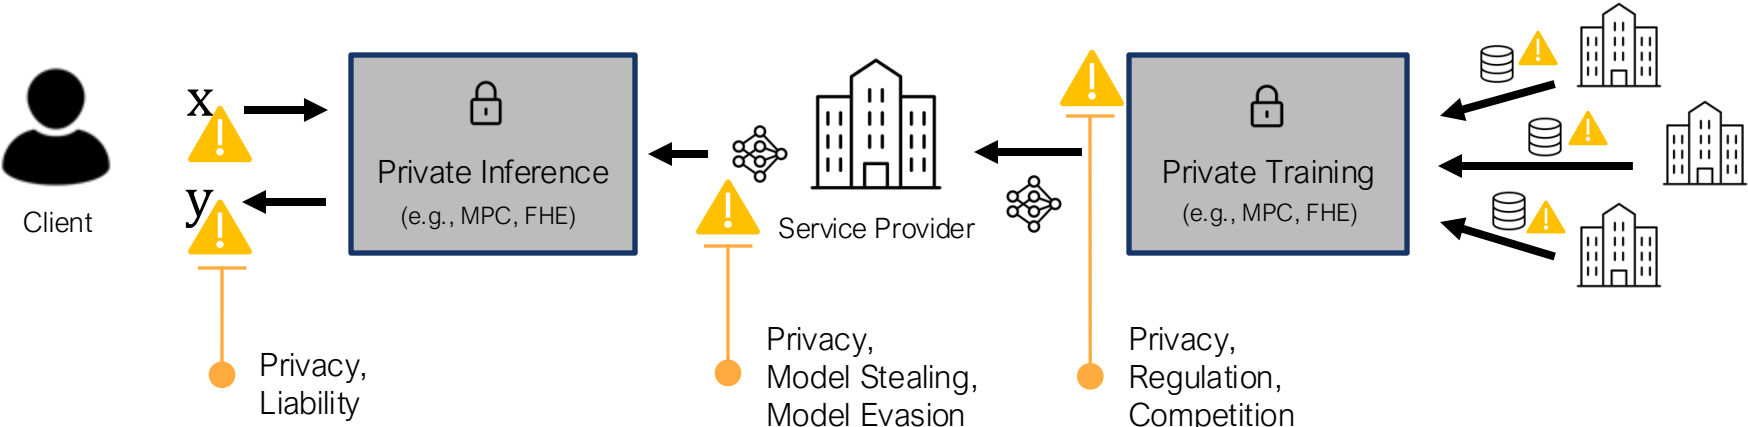 x
y
Client
Private Inference
(e.g., MPC, FHE)
Service Provider
Private Training
(e.g., MPC, FHE)
Privacy,
Liability
Privacy,
Model Stealing,
Model Evasion
Privacy,
Regulation,
Competition